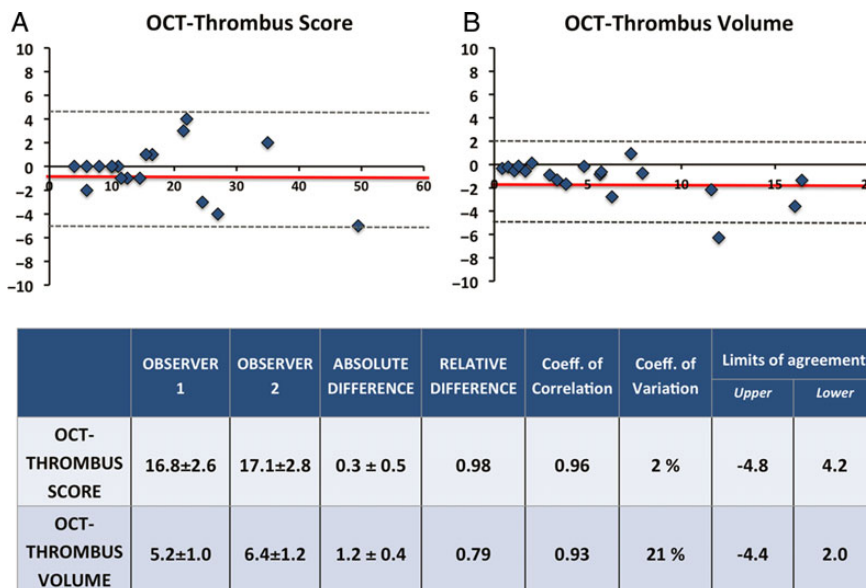 A
OCT-Thrombus Score
10
8
6
4
2
0
−2
−4
−6
−8
−10
0 10 20 30 40 50 60
B
OCT-Thrombus Volume
10
8
6
4
2
0
−2
−4
−6
−8
−10
0 5 10 15 2
OBSERVER 1
OBSERVER 2
ABSOLUTE DIFFERENCE
RELATIVE DIFFERENCE
Coeff. of Correlation
Coeff. of Variation
Limits of agreement
Upper Lower
OCT-
THROMBUS
SCORE
16.8±2.6 17.1±2.8 0.3 ± 0.5 0.98 0.96 2 % -4.8 4.2
OCT-
THROMBUS
VOLUME
5.2±1.0 6.4±1.2 1.2 ± 0.4 0.79 0.93 21 % -4.4 2.0